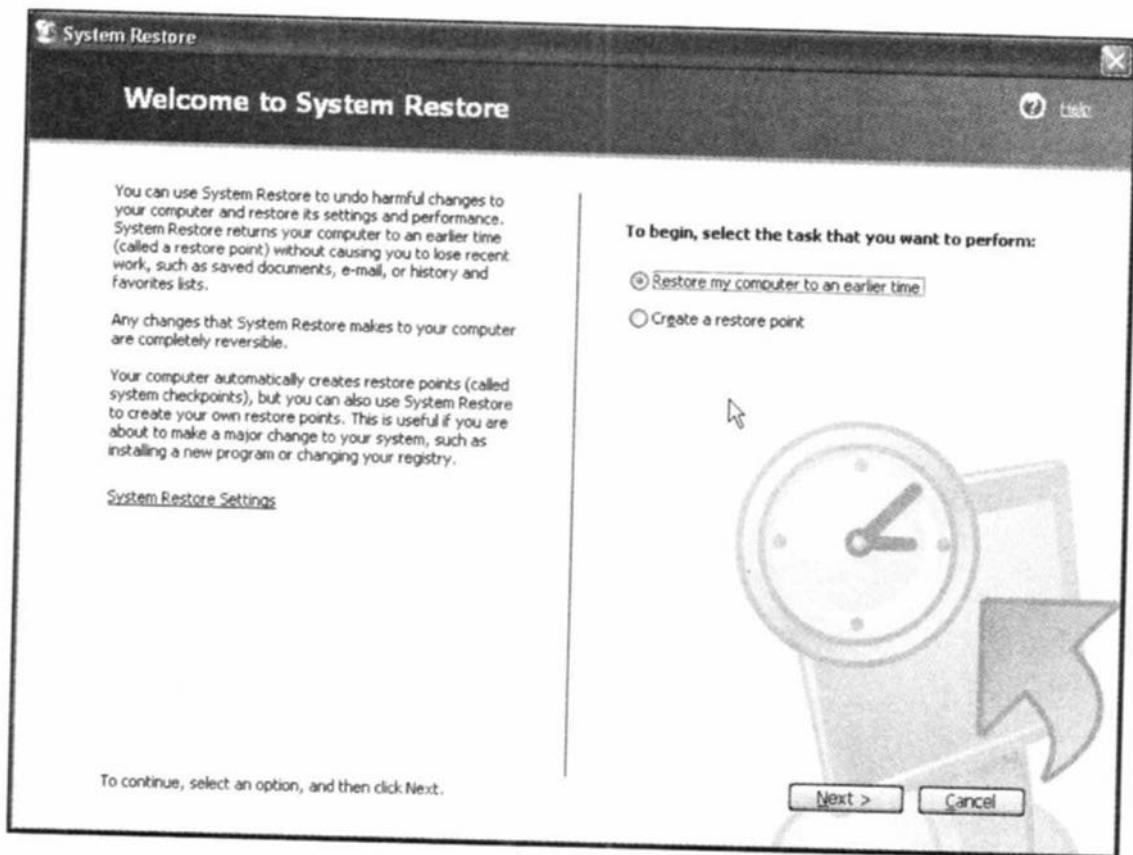 System Restore
Welcome to System Restore
Help
You can use System Restore to undo harmful changes to
your computer and restore its settings and performance.
System Restore returns your computer to an earlier time
(called a restore point) without causing you to lose recent
work, such as saved documents, e-mail, or history and
favorites lists.
Any changes that System Restore makes to your computer
are completely reversible.
Your computer automatically creates restore points (called
system checkpoints), but you can also use System Restore
to create your own restore points. This is useful if you are
about to make a major change to your system, such as
installing a new program or changing your registry.
System Restore Settings
To begin, select the task that you want to perform:
Restore my computer to an earlier time
Create a restore point
To continue, select an option, and then click Next.
Next >
Cancel